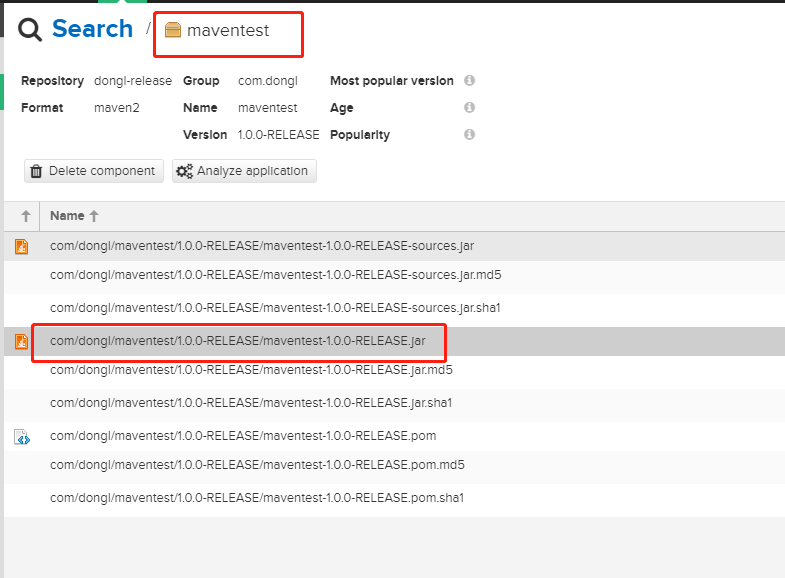 Search / maventest
Repository dongl-release Group com.dongl Most popular version
Format maven2 Name maventest Age
Version 1.0.0-RELEASE Popularity
Delete component Analyze application
Name
com/dongl/maventest/1.0.0-RELEASE/maventest-1.0.0-RELEASE-sources.jar
com/dongl/maventest/1.0.0-RELEASE/maventest-1.0.0-RELEASE-sources.jar.md5
com/dongl/maventest/1.0.0-RELEASE/maventest-1.0.0-RELEASE-sources.jar.sha1
com/dongl/maventest/1.0.0-RELEASE/maventest-1.0.0-RELEASE.jar
com/dongl/maventest/1.0.0-RELEASE/maventest-1.0.0-RELEASE.jar.md5
com/dongl/maventest/1.0.0-RELEASE/maventest-1.0.0-RELEASE.jar.sha1
com/dongl/maventest/1.0.0-RELEASE/maventest-1.0.0-RELEASE.pom
com/dongl/maventest/1.0.0-RELEASE/maventest-1.0.0-RELEASE.pom.md5
com/dongl/maventest/1.0.0-RELEASE/maventest-1.0.0-RELEASE.pom.sha1